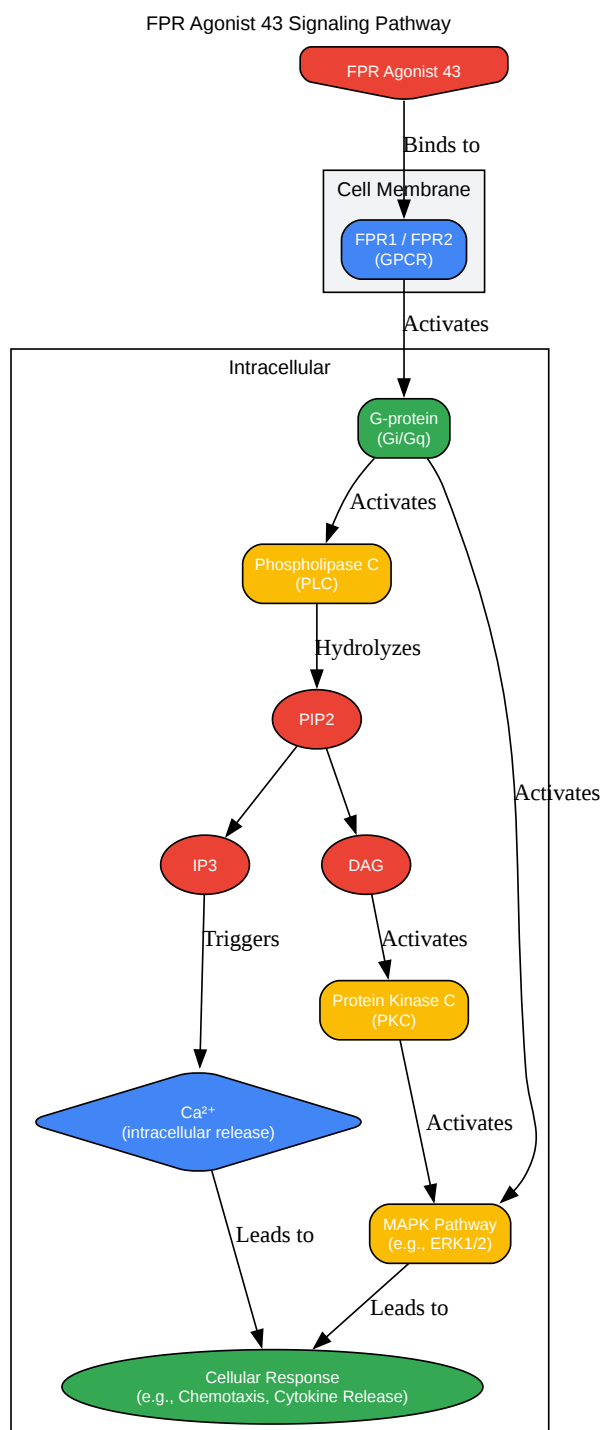 FPR Agonist 43 Signaling Pathway
FPR Agonist 43
Binds to
Cell Membrane
FPR1 / FPR2
(GPCR)
Activates
Intracellular
G-protein
(Gi/Gq)
Activates
Phospholipase C
(PLC)
Hydrolyzes
PIP2
Activates
IP3
DAG
Triggers
Activates
Protein Kinase C
(PKC)
Ca²⁺
(intracellular release)
Activates
MAPK Pathway
(e.g., ERK1/2)
Leads to
Leads to
Cellular Response
(e.g., Chemotaxis, Cytokine Release)